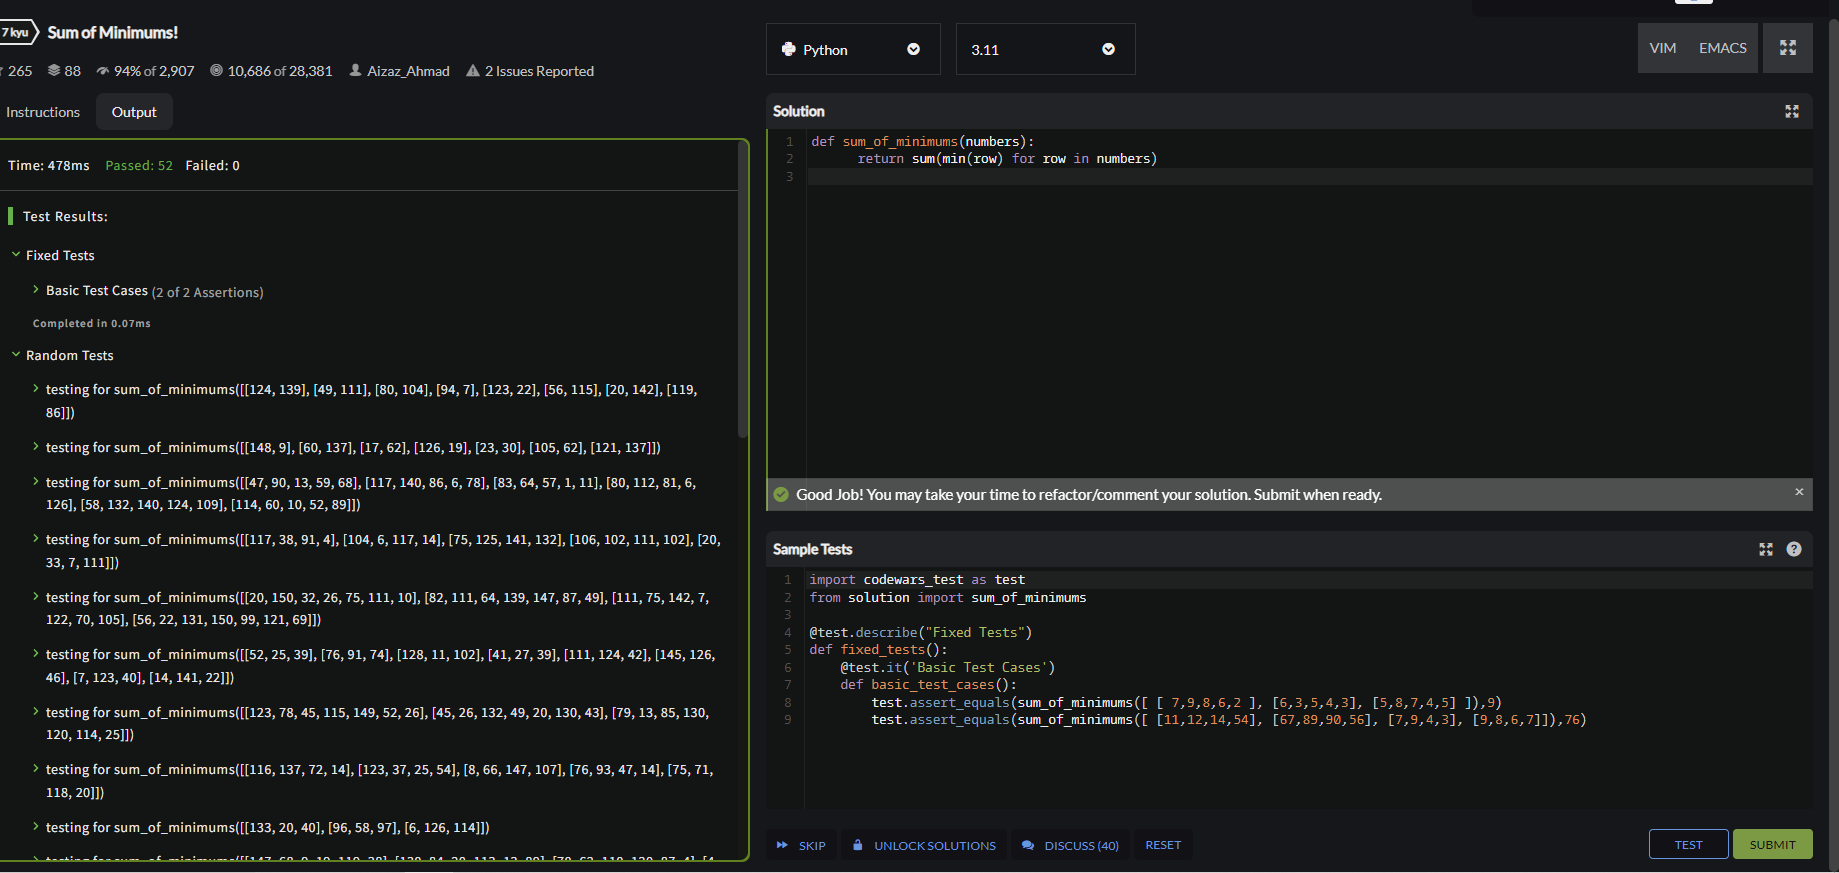 7 kyu Sum of Minimums!
265 88 94% of 2,907 10,686 of 28,381 Aizaz_Ahmad 2 Issues Reported
Instructions Output
Time: 478ms Passed: 52 Failed: 0
Test Results:
Fixed Tests
Basic Test Cases (2 of 2 Assertions)
Completed in 0.07ms
Random Tests
testing for sum_of_minimums([[124, 139], [49, 111], [80, 104], [94, 7], [123, 22], [56, 115], [20, 142], [119,
86]])
testing for sum_of_minimums([[148, 9], [60, 137], [17, 62], [126, 19], [23, 30], [105, 62], [121, 137]])
testing for sum_of_minimums([[47, 90, 13, 59, 68], [117, 140, 86, 6, 78], [83, 64, 57, 1, 11], [80, 112, 81, 6,
126], [58, 132, 140, 124, 109], [114, 60, 10, 52, 89]])
testing for sum_of_minimums([[117, 38, 91, 4], [104, 6, 117, 14], [75, 125, 141, 132], [106, 102, 111, 102], [20,
33, 7, 111]])
testing for sum_of_minimums([[20, 150, 32, 26, 75, 111, 10], [82, 111, 64, 139, 147, 87, 49], [111, 75, 142, 7,
122, 70, 105], [56, 22, 131, 150, 99, 121, 69]])
testing for sum_of_minimums([[52, 25, 39], [76, 91, 74], [128, 11, 102], [41, 27, 39], [111, 124, 42], [145, 126,
46], [7, 123, 40], [14, 141, 22]])
testing for sum_of_minimums([[123, 78, 45, 115, 149, 52, 26], [45, 26, 132, 49, 20, 130, 43], [79, 13, 85, 130,
120, 114, 25]])
testing for sum_of_minimums([[116, 137, 72, 14], [123, 37, 25, 54], [8, 66, 147, 107], [76, 93, 47, 14], [75, 71,
118, 20]])
testing for sum_of_minimums([[133, 20, 40], [96, 58, 97], [6, 126, 114]])
Python 3.11 VIM EMACS
Solution
1 def sum_of_minimums(numbers):
2 return sum(min(row) for row in numbers)
3
Good Job! You may take your time to refactor/comment your solution. Submit when ready.
Sample Tests
1 import codewars_test as test
2 from solution import sum_of_minimums
3
4 @test.describe("Fixed Tests")
5 def fixed_tests():
6 @test.it('Basic Test Cases')
7 def basic_test_cases():
8 test.assert_equals(sum_of_minimums([ [ 7,9,8,6,2 ], [6,3,5,4,3], [5,8,7,4,5] ]),9)
9 test.assert_equals(sum_of_minimums([ [11,12,14,54], [67,89,90,56], [7,9,4,3], [9,8,6,7]]),76)
SKIP UNLOCK SOLUTIONS DISCUSS (40) RESET TEST SUBMIT